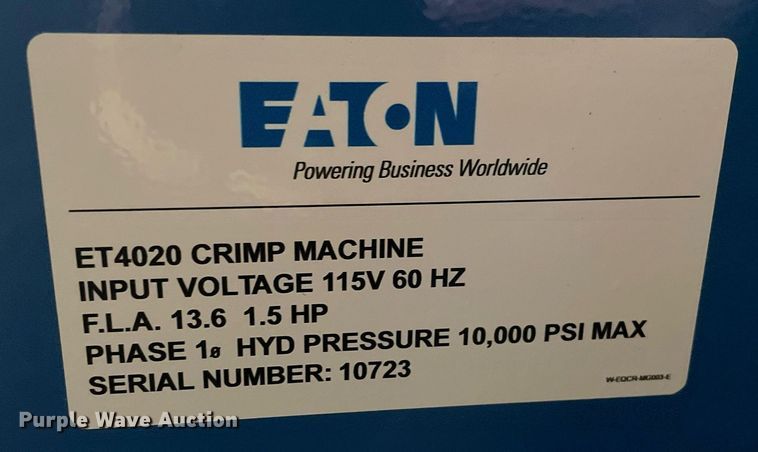 EATON
Powering Business Worldwide
ET4020 CRIMP MACHINE
INPUT VOLTAGE 115V 60 HZ
F.L.A. 13.6 1.5 HP
PHASE 1ø HYD PRESSURE 10,000 PSI MAX
SERIAL NUMBER: 10723
W-EQCR-MG003-E
Purple Wave Auction